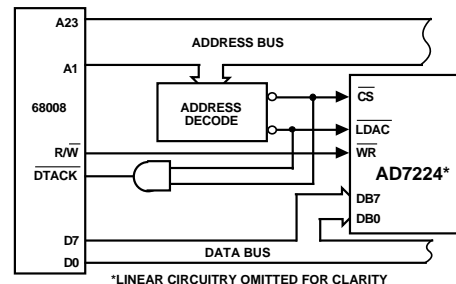 A23
ADDRESS BUS
A1
68008
ADDRESS
DECODE
CS
LDAC
R/W
WR
DTACK
AD7224*
DB7
DB0
D7
DATA BUS
D0
*LINEAR CIRCUITRY OMITTED FOR CLARITY